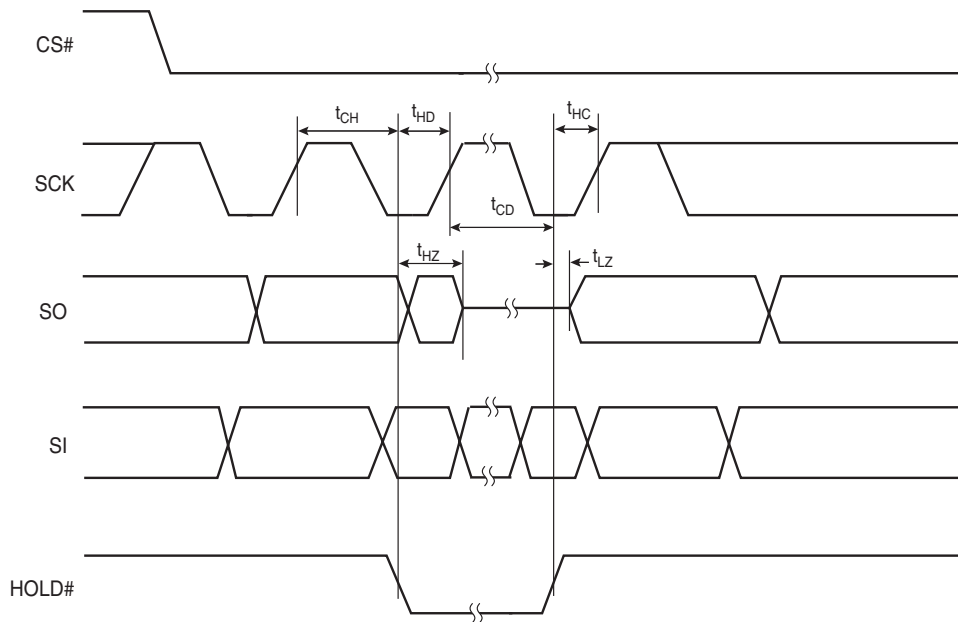 CS#
tCH
tHD
tHC
SCK
tCD
tHZ
tLZ
SO
SI
HOLD#